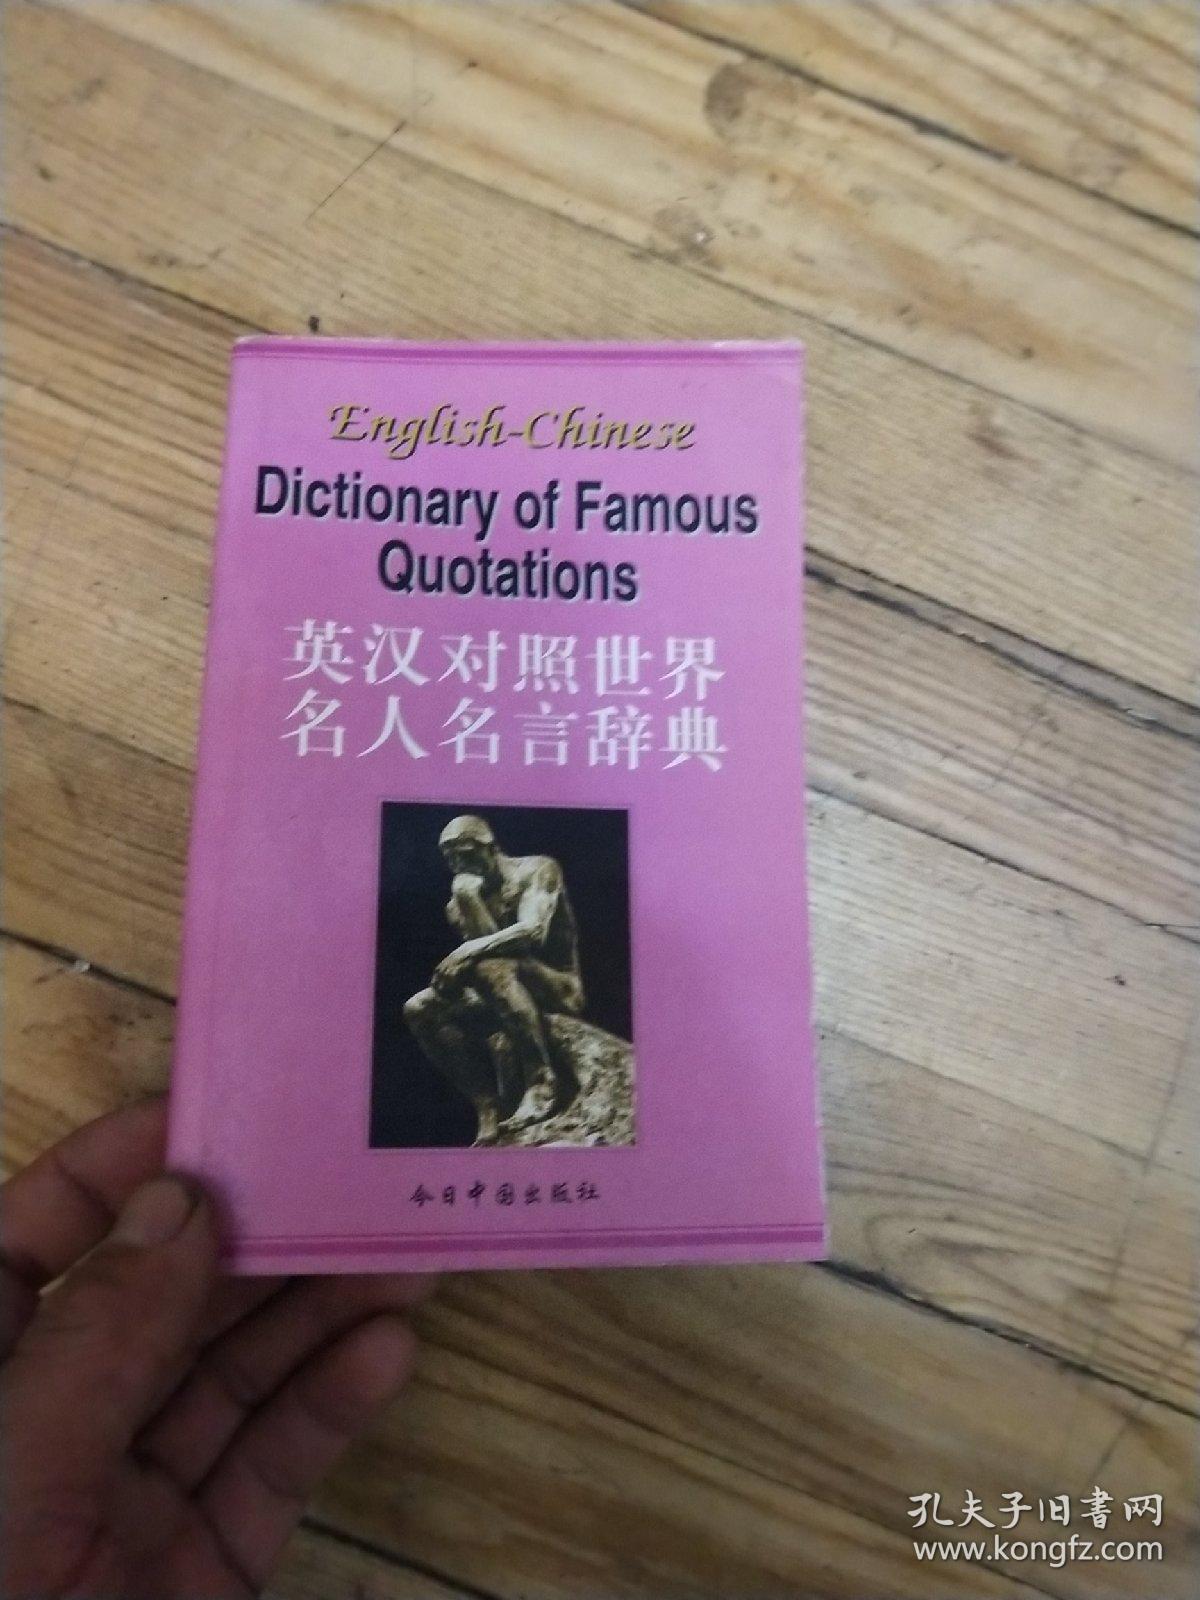 English-Chinese
Dictionary of Famous
Quotations
英汉对照世界
名人名言辞典
今日中国出版社
孔夫子旧书网
www.kongfz.com